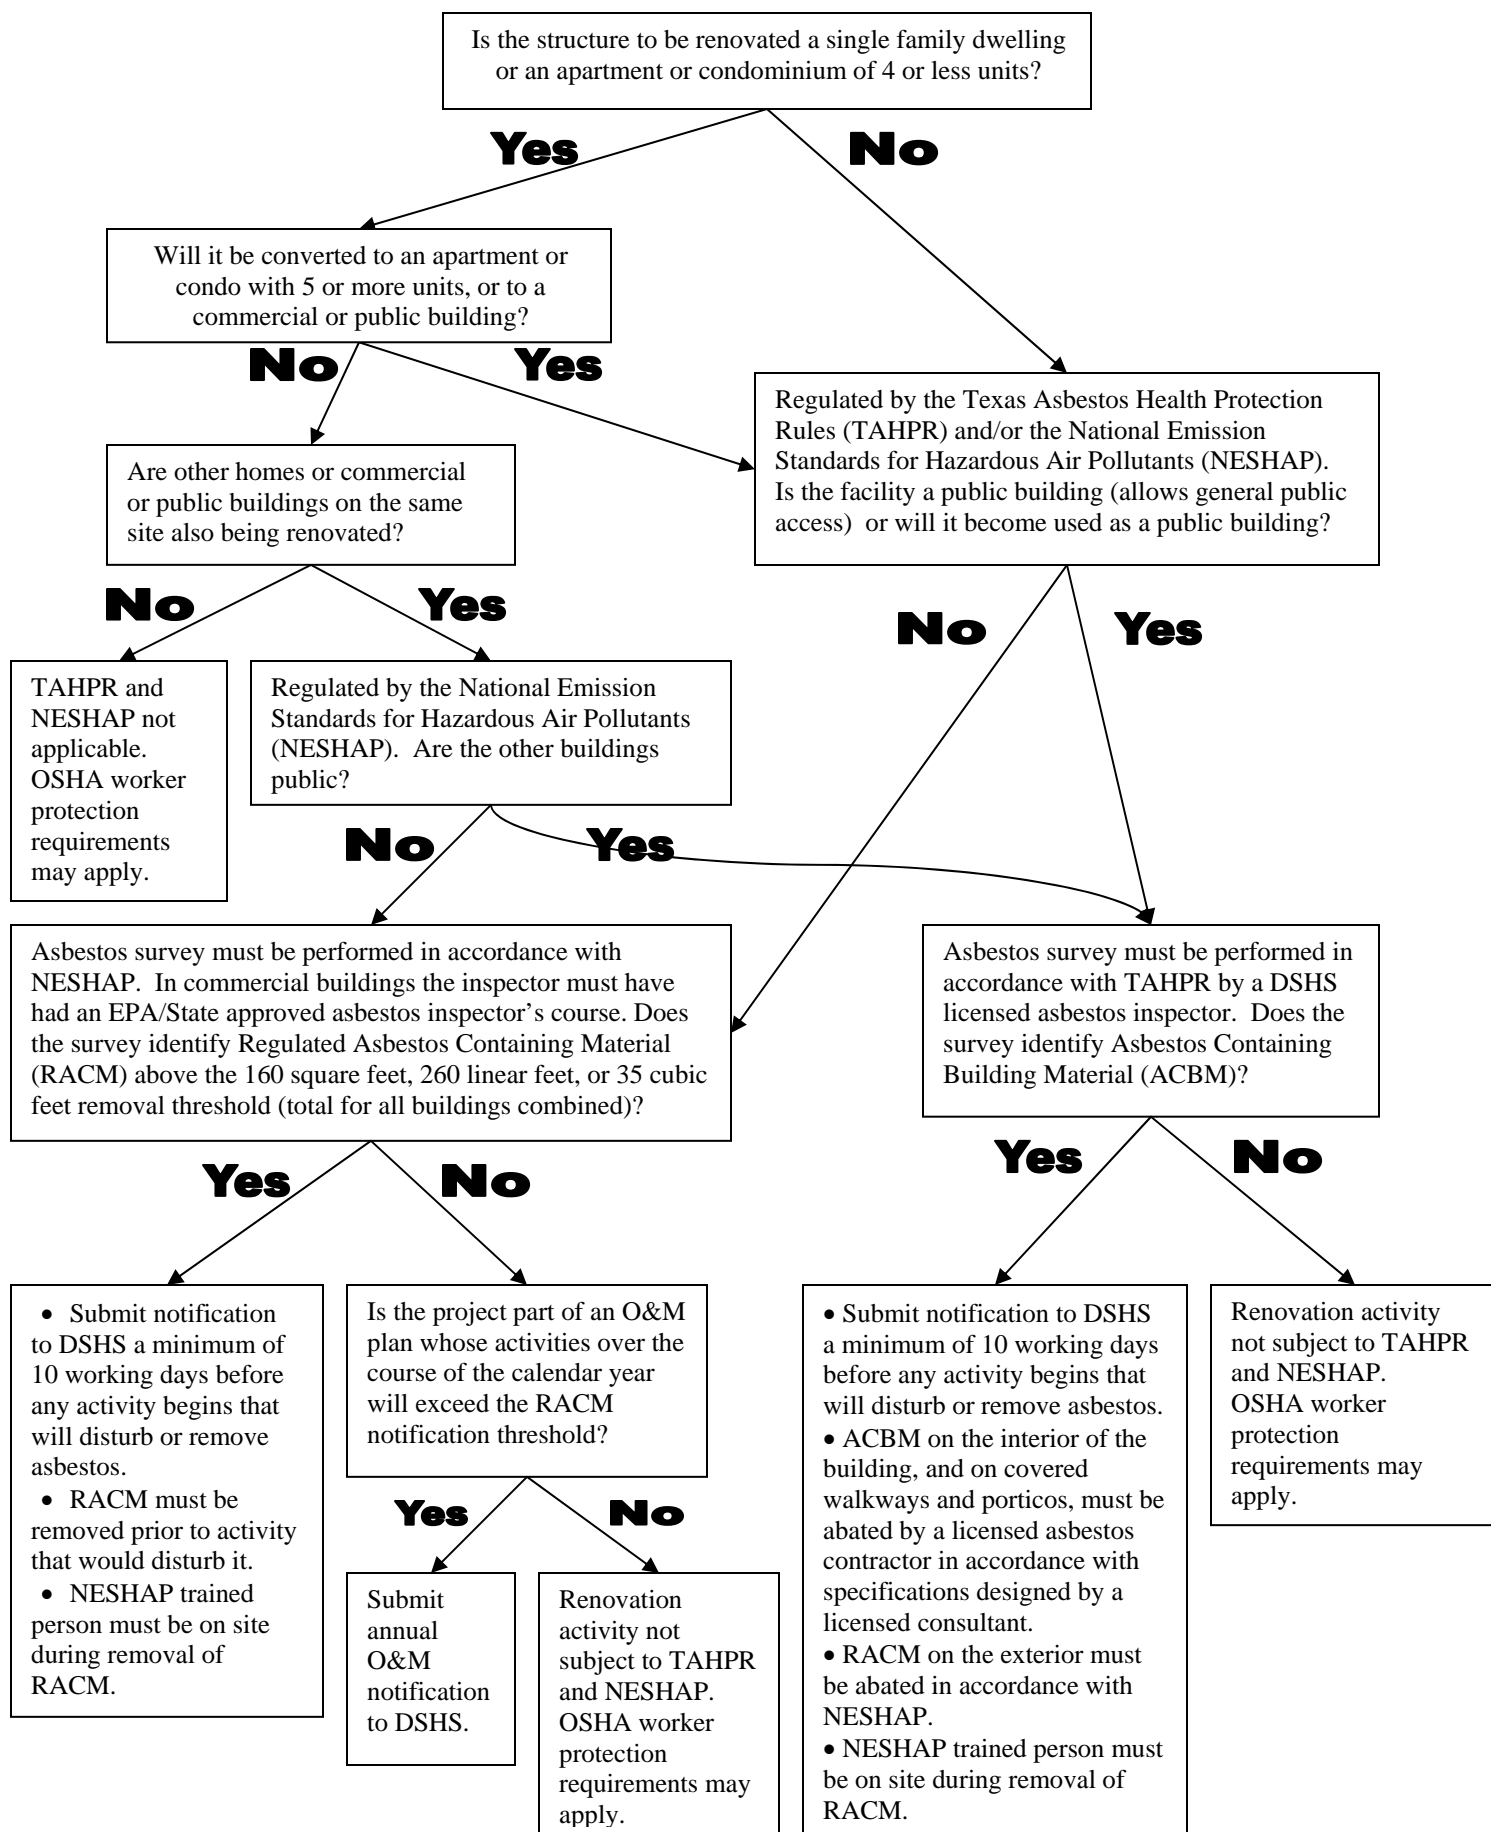 Is the structure to be renovated a single family dwelling
or an apartment or condominium of 4 or less units?
Yes
No
Will it be converted to an apartment or
condo with 5 or more units, or to a
commercial or public building?
No
Yes
Regulated by the Texas Asbestos Health Protection
Rules (TAHPR) and/or the National Emission
Standards for Hazardous Air Pollutants (NESHAP).
Is the facility a public building (allows general public
access)  or will it become used as a public building?
Are other homes or commercial
or public buildings on the same
site also being renovated?
No
Yes
No
Yes
TAHPR and
NESHAP not
applicable.
OSHA worker
protection
requirements
may apply.
Regulated by the National Emission
Standards for Hazardous Air Pollutants
(NESHAP).  Are the other buildings
public?
No
Yes
Asbestos survey must be performed in accordance with
NESHAP.  In commercial buildings the inspector must have
had an EPA/State approved asbestos inspector’s course. Does
the survey identify Regulated Asbestos Containing Material
(RACM) above the 160 square feet, 260 linear feet, or 35 cubic
feet removal threshold (total for all buildings combined)?
Asbestos survey must be performed in
accordance with TAHPR by a DSHS
licensed asbestos inspector.  Does the
survey identify Asbestos Containing
Building Material (ACBM)?
Yes
No
Yes
No
• Submit notification
to DSHS a minimum of
10 working days before
any activity begins that
will disturb or remove
asbestos.
• RACM must be
removed prior to activity
that would disturb it.
• NESHAP trained
person must be on site
during removal of
RACM.
Is the project part of an O&M
plan whose activities over the
course of the calendar year
will exceed the RACM
notification threshold?
Yes
No
Submit
annual
O&M
notification
to DSHS.
Renovation
activity not
subject to TAHPR
and NESHAP.
OSHA worker
protection
requirements may
apply.
• Submit notification to DSHS
a minimum of 10 working days
before any activity begins that
will disturb or remove asbestos.
• ACBM on the interior of the
building, and on covered
walkways and porticos, must be
abated by a licensed asbestos
contractor in accordance with
specifications designed by a
licensed consultant.
• RACM on the exterior must
be abated in accordance with
NESHAP.
• NESHAP trained person must
be on site during removal of
RACM.
Renovation activity
not subject to TAHPR
and NESHAP.
OSHA worker
protection
requirements may
apply.